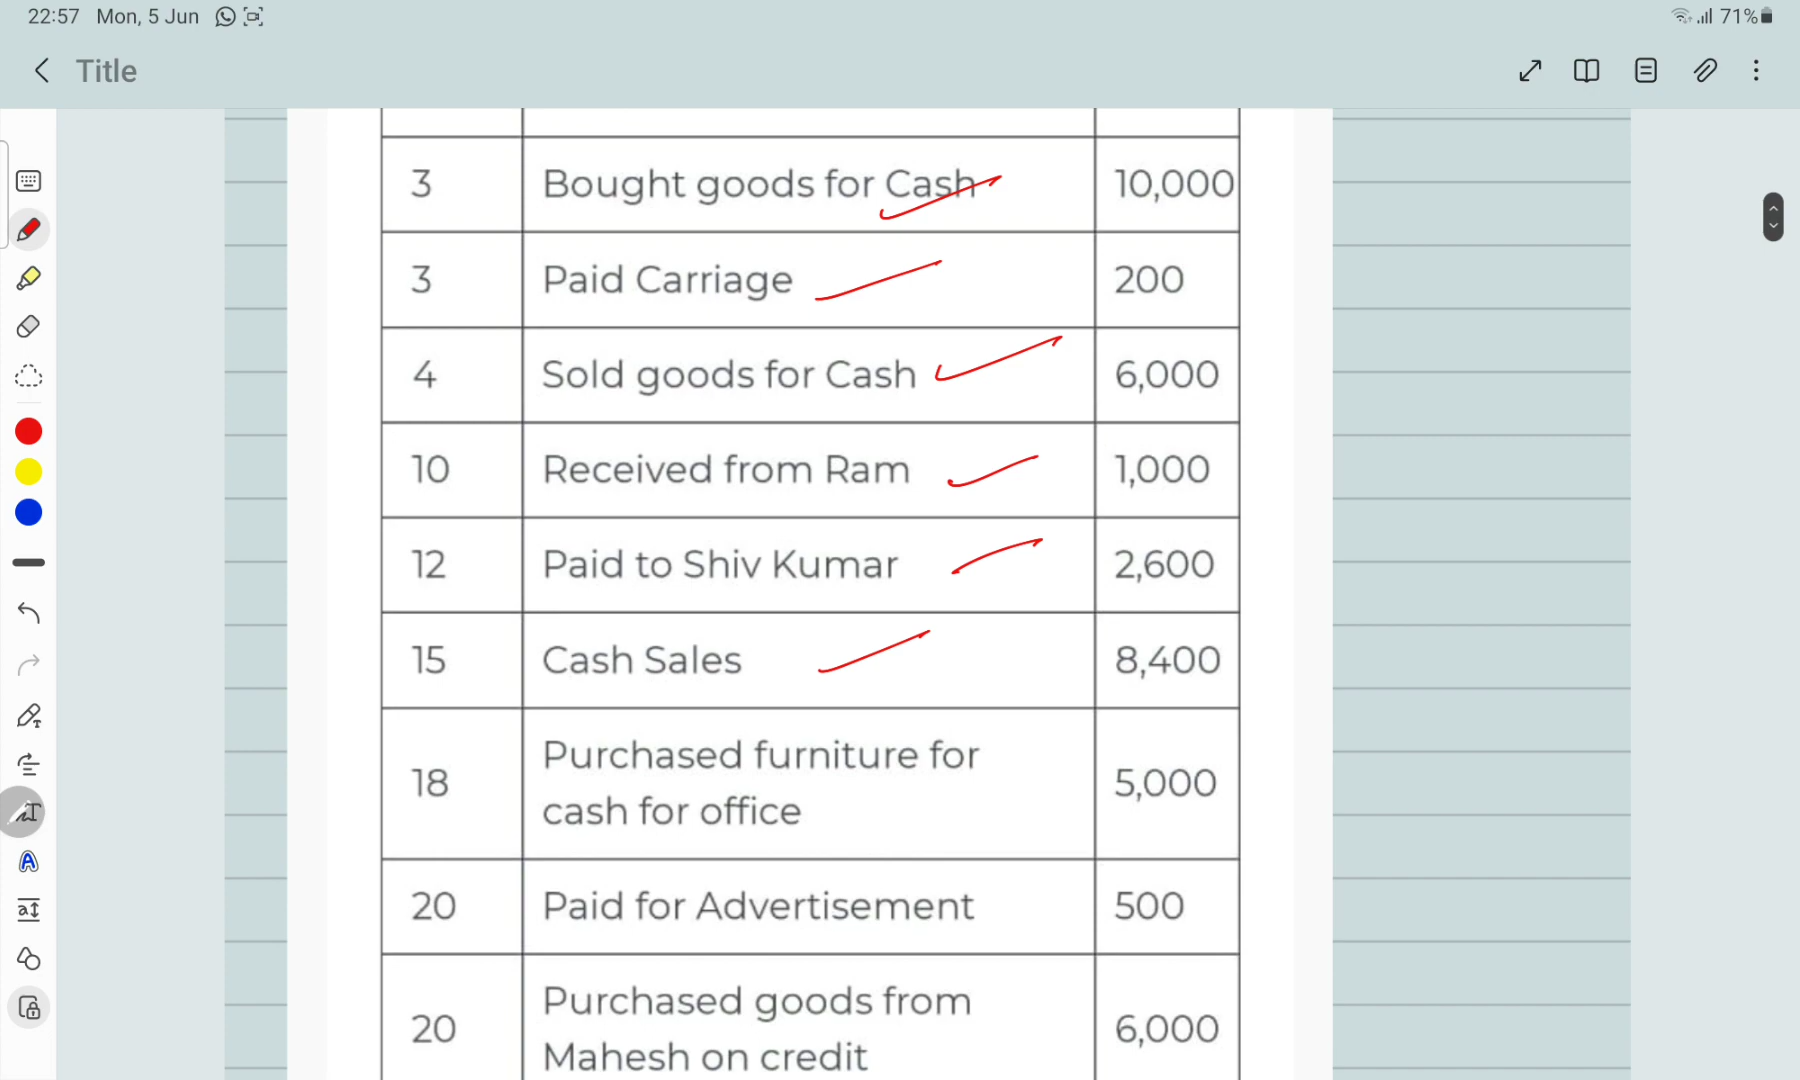 22:57 Mon, 5 Jun
71%
Title
3 Bought goods for Cash 10,000
3 Paid Carriage 200
4 Sold goods for Cash 6,000
10 Received from Ram 1,000
12 Paid to Shiv Kumar 2,600
15 Cash Sales 8,400
Purchased furniture for
18 5,000
cash for office
20 Paid for Advertisement 500
Purchased goods from
20 6,000
Mahesh on credit